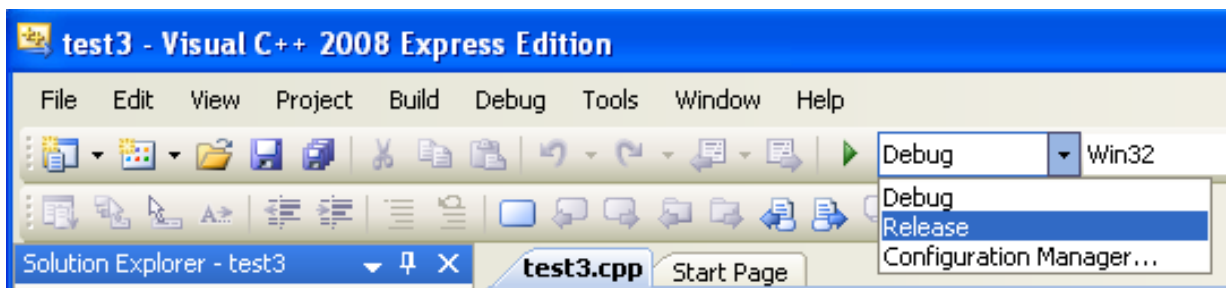 test3 - Visual C++ 2008 Express Edition
File Edit View Project Build Debug Tools Window Help
Debug Win32
Debug
Release
Configuration Manager...
Solution Explorer - test3
test3.cpp Start Page